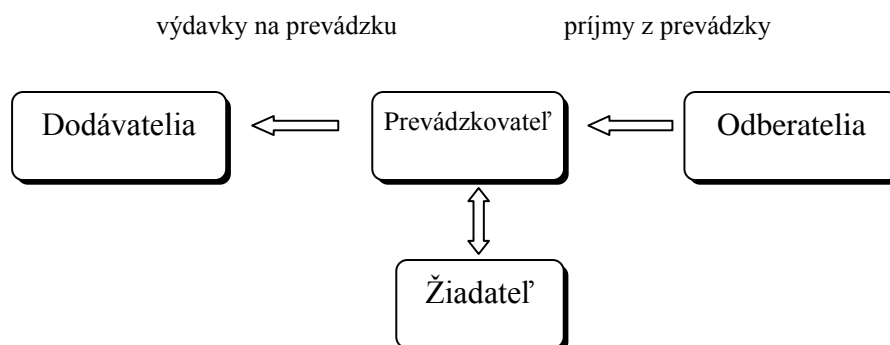 výdavky na prevádzku príjmy z prevádzky
Dodávatelia Prevádzkovateľ Odberatelia
Žiadateľ